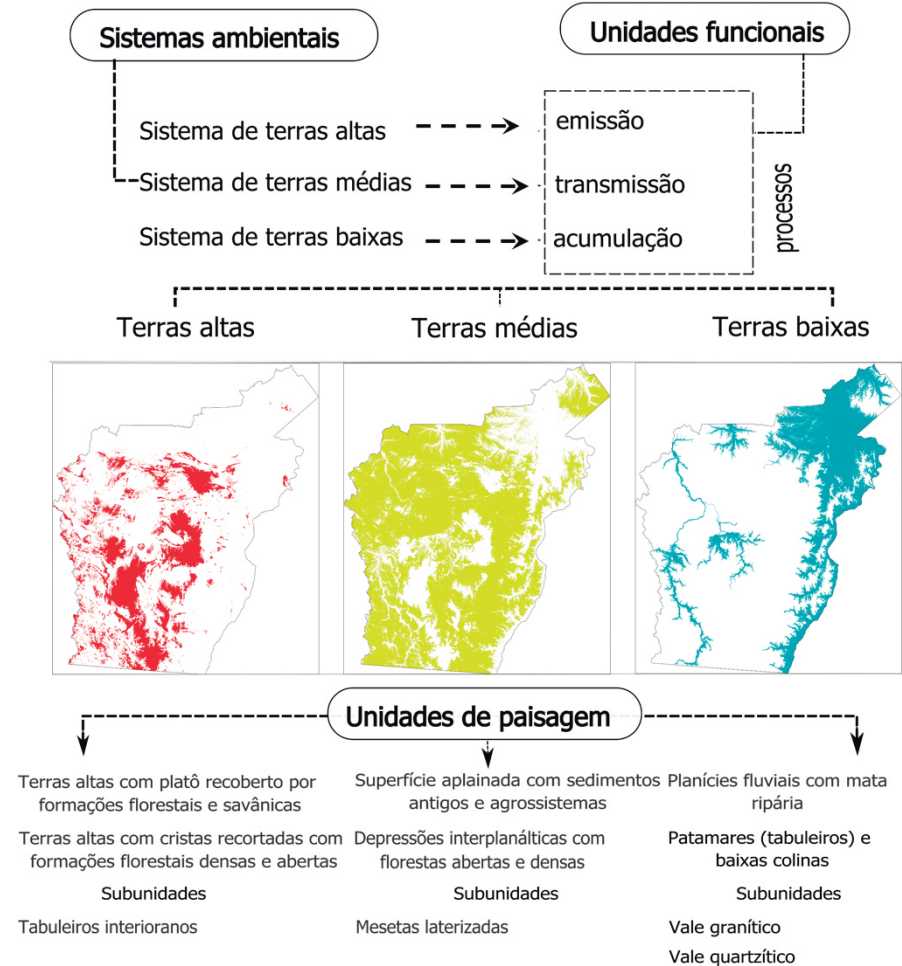 Sistemas ambientais
Unidades funcionais
Sistema de terras altas
emissão
Sistema de terras médias
transmissão
Sistema de terras baixas
acumulação
processos
Terras altas
Terras médias
Terras baixas
Unidades de paisagem
Terras altas com platô recoberto por
formações florestais e savânicas
Terras altas com cristas recortadas com
formações florestais densas e abertas
Subunidades
Tabuleiros interioranos
Superfície aplainada com sedimentos
antigos e agrossistemas
Depressões interplanálticas com
florestas abertas e densas
Subunidades
Mesetas laterizadas
Planícies fluviais com mata
ripária
Patamares (tabuleiros) e
baixas colinas
Subunidades
Vale granítico
Vale quartzítico